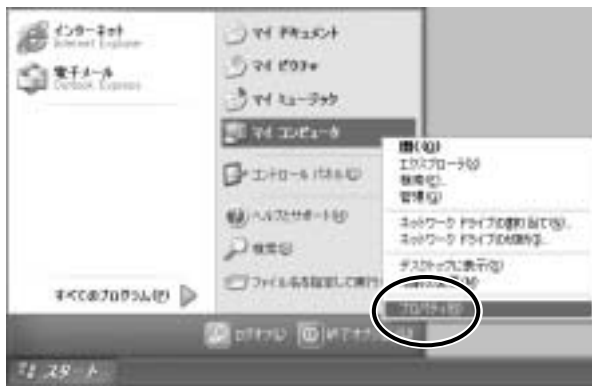 インターネット
Internet Explorer
電子メール
Outlook Express
すべてのプログラム(P)
マイ ドキュメント
マイ ピクチャ
マイ ミュージック
マイ コンピュータ
コントロール パネル(C)
ヘルプとサポート(H)
検索(S)
ファイル名を指定して実行
開く(O)
エクスプローラ(X)
検索(E)...
管理(G)
ネットワーク ドライブの割り当て(N)...
ネットワーク ドライブの切断(I)...
デスクトップに表示(D)
プロパティ(R)
ログオフ(L)
スタート